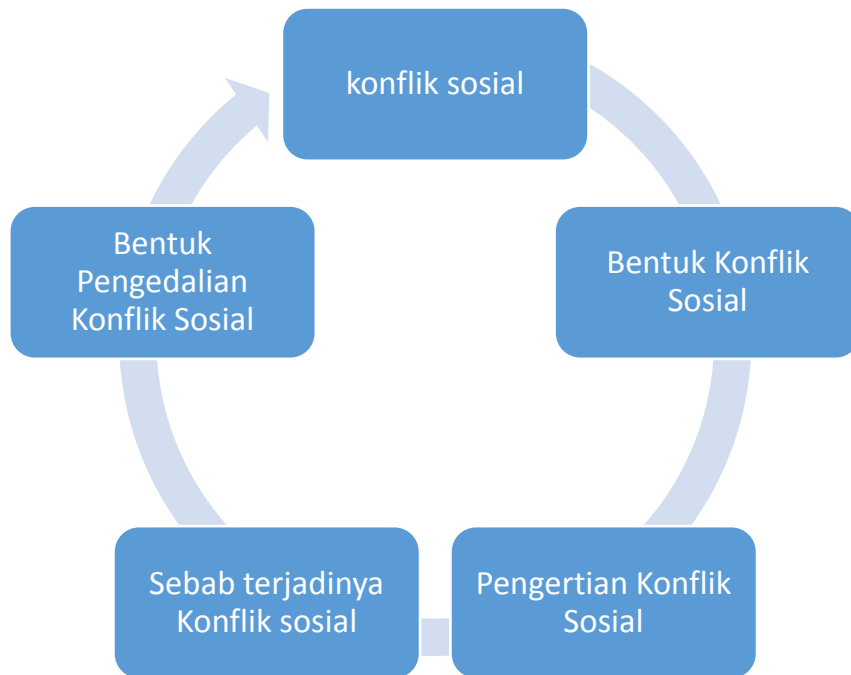 konflik sosial
Bentuk Konflik
Sosial
Pengertian Konflik
Sosial
Sebab terjadinya
Konflik sosial
Bentuk
Pengedalian
Konflik Sosial